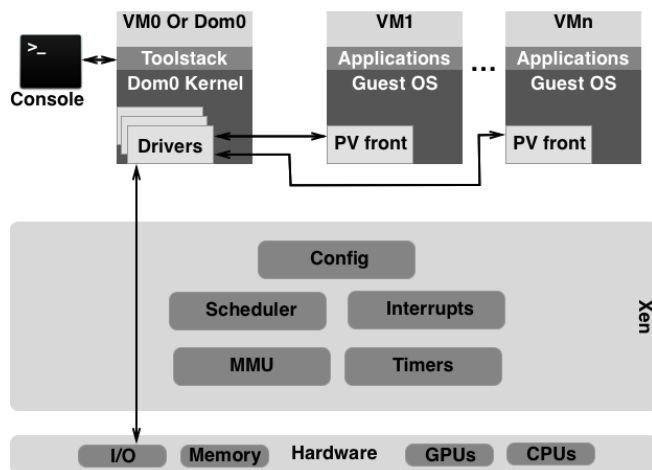 VM0 Or Dom0
VM1
VMn
>_
Toolstack
Applications
...
Applications
Console
Dom0 Kernel
Guest OS
Guest OS
Drivers
PV front
PV front
Config
Scheduler
Interrupts
Xen
MMU
Timers
I/O
Memory
Hardware
GPUs
CPUs